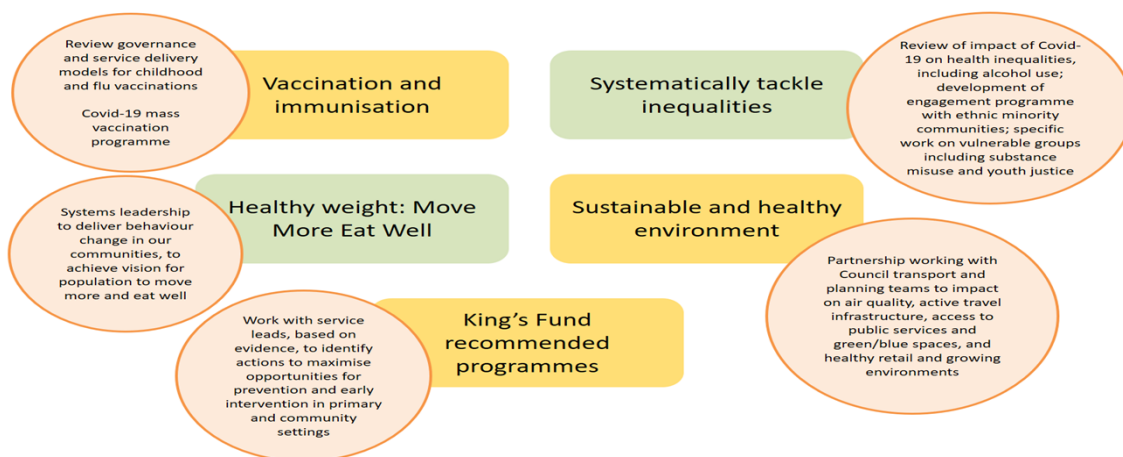 Review governance
and service delivery
models for childhood
and flu vaccinations
Covid-19 mass
vaccination
programme
Vaccination and
immunisation
Systematically tackle
inequalities
Review of impact of Covid-
19 on health inequalities,
including alcohol use;
development of
engagement programme
with ethnic minority
communities; specific
work on vulnerable groups
including substance
misuse and youth justice
Systems leadership
to deliver behaviour
change in our
communities, to
achieve vision for
population to move
more and eat well
Healthy weight: Move
More Eat Well
Sustainable and healthy
environment
Partnership working with
Council transport and
planning teams to impact
on air quality, active travel
infrastructure, access to
public services and
green/blue spaces, and
healthy retail and growing
environments
Work with service
leads, based on
evidence, to identify
actions to maximise
opportunities for
prevention and early
intervention in primary
and community
settings
King's Fund
recommended
programmes